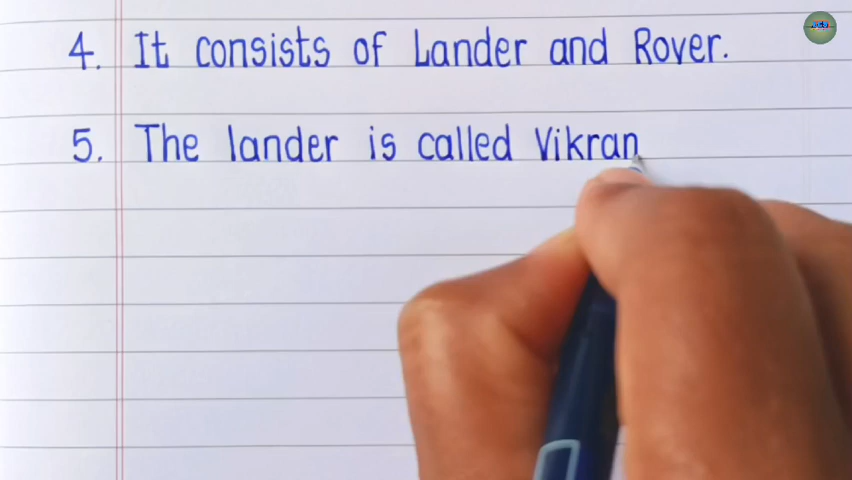 4. It consists of Lander and Rover.
5. The lander is called Vikran